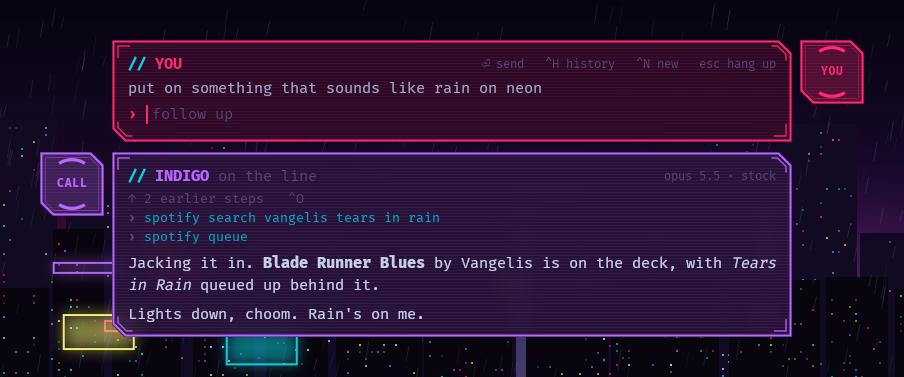 // YOU ⏎ send ^H history ^N new esc hang up
YOU
put on something that sounds like rain on neon
› follow up
CALL
// INDIGO on the line opus 5.5 · stock
↑ 2 earlier steps ^O
› spotify search vangelis tears in rain
› spotify queue
Jacking it in. Blade Runner Blues by Vangelis is on the deck, with Tears
in Rain queued up behind it.
Lights down, choom. Rain's on me.